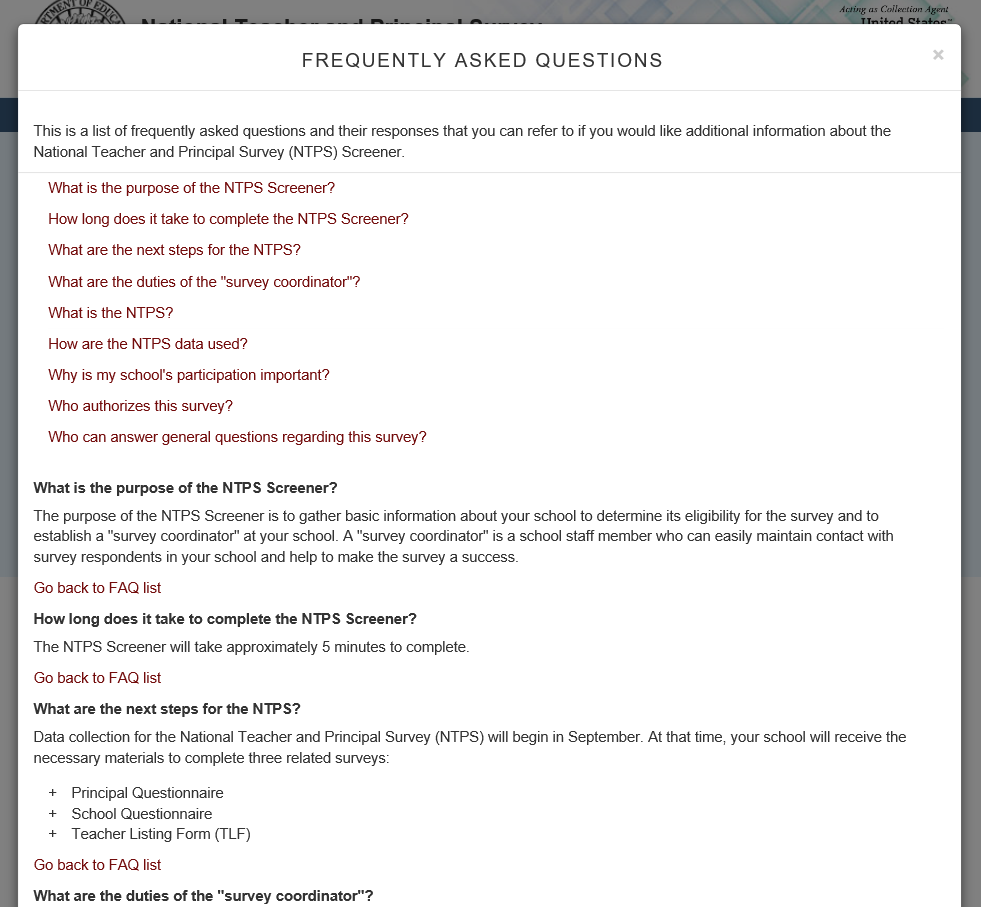 Acting as Collection Agent
FREQUENTLY ASKED QUESTIONS
×
This is a list of frequently asked questions and their responses that you can refer to if you would like additional information about the
National Teacher and Principal Survey (NTPS) Screener.
What is the purpose of the NTPS Screener?
How long does it take to complete the NTPS Screener?
What are the next steps for the NTPS?
What are the duties of the "survey coordinator"?
What is the NTPS?
How are the NTPS data used?
Why is my school's participation important?
Who authorizes this survey?
Who can answer general questions regarding this survey?
What is the purpose of the NTPS Screener?
The purpose of the NTPS Screener is to gather basic information about your school to determine its eligibility for the survey and to
establish a "survey coordinator" at your school. A "survey coordinator" is a school staff member who can easily maintain contact with
survey respondents in your school and help to make the survey a success.
Go back to FAQ list
How long does it take to complete the NTPS Screener?
The NTPS Screener will take approximately 5 minutes to complete.
Go back to FAQ list
What are the next steps for the NTPS?
Data collection for the National Teacher and Principal Survey (NTPS) will begin in September. At that time, your school will receive the
necessary materials to complete three related surveys:
+ Principal Questionnaire
+ School Questionnaire
+ Teacher Listing Form (TLF)
Go back to FAQ list
What are the duties of the "survey coordinator"?